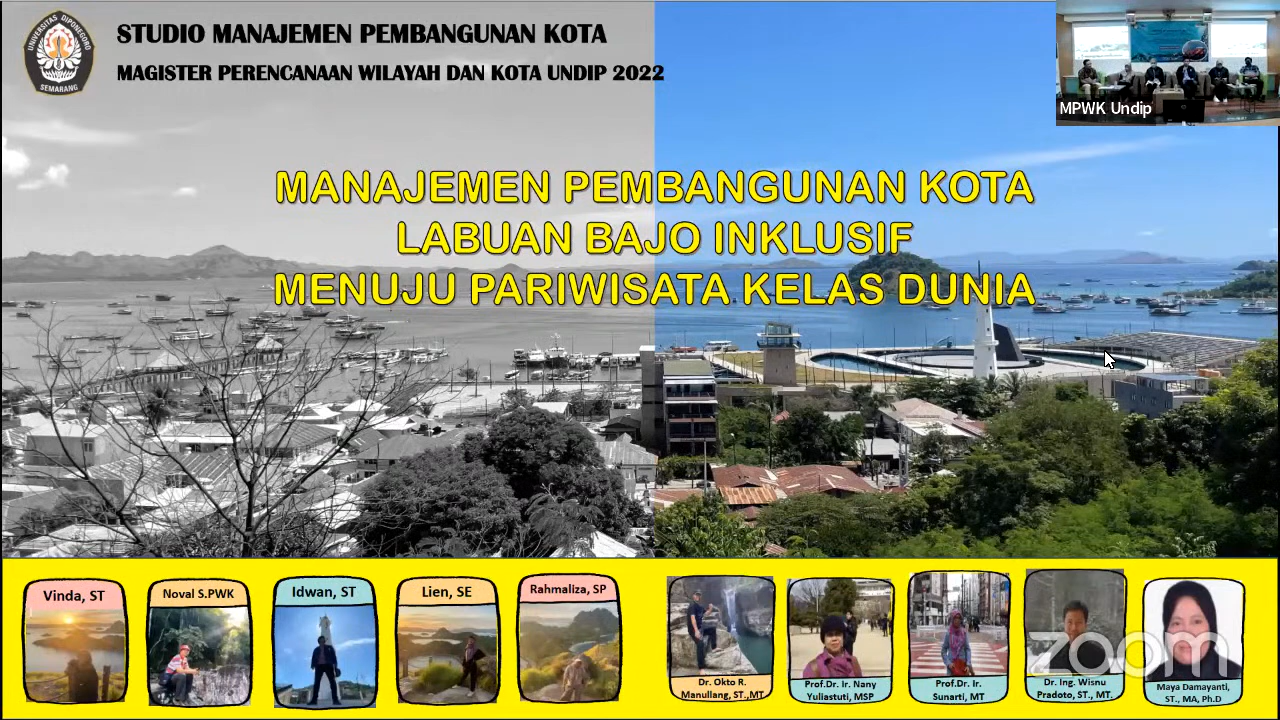 UNIVERSITAS DIPONEGORO
SEMARANG
STUDIO MANAJEMEN PEMBANGUNAN KOTA
MAGISTER PERENCANAAN WILAYAH DAN KOTA UNDIP 2022
MPWK Undip
MANAJEMEN PEMBANGUNAN KOTA
LABUAN BAJO INKLUSIF
MENUJU PARIWISATA KELAS DUNIA
Vinda, ST
Noval S.PWK
Idwan, ST
Lien, SE
Rahmaliza, SP
Dr. Okto R.
Manullang, ST.,MT
Prof.Dr. Ir. Nany
Yuliastuti, MSP
Prof.Dr. Ir.
Sunarti, MT
Dr. Ing. Wisnu
Pradoto, ST., MT.
Maya Damayanti,
ST., MA, Ph.D
zoom